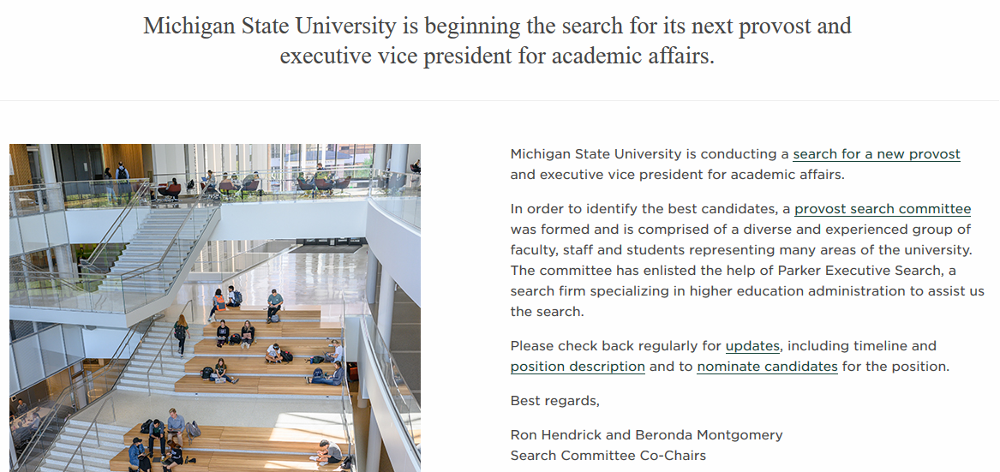 Michigan State University is beginning the search for its next provost and
executive vice president for academic affairs.
Michigan State University is conducting a search for a new provost
and executive vice president for academic affairs.
In order to identify the best candidates, a provost search committee
was formed and is comprised of a diverse and experienced group of
faculty, staff and students representing many areas of the university.
The committee has enlisted the help of Parker Executive Search, a
search firm specializing in higher education administration to assist us
the search.
Please check back regularly for updates, including timeline and
position description and to nominate candidates for the position.
Best regards,
Ron Hendrick and Beronda Montgomery
Search Committee Co-Chairs